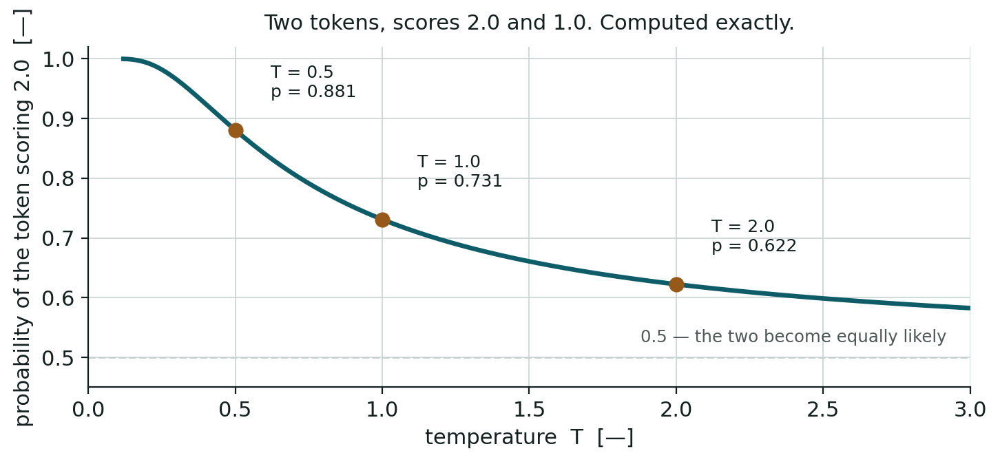 Two tokens, scores 2.0 and 1.0. Computed exactly.
probability of the token scoring 2.0 [—]
1.0
0.9
0.8
0.7
0.6
0.5
T = 0.5
p = 0.881
T = 1.0
p = 0.731
T = 2.0
p = 0.622
0.5 — the two become equally likely
0.0 0.5 1.0 1.5 2.0 2.5 3.0
temperature T [—]